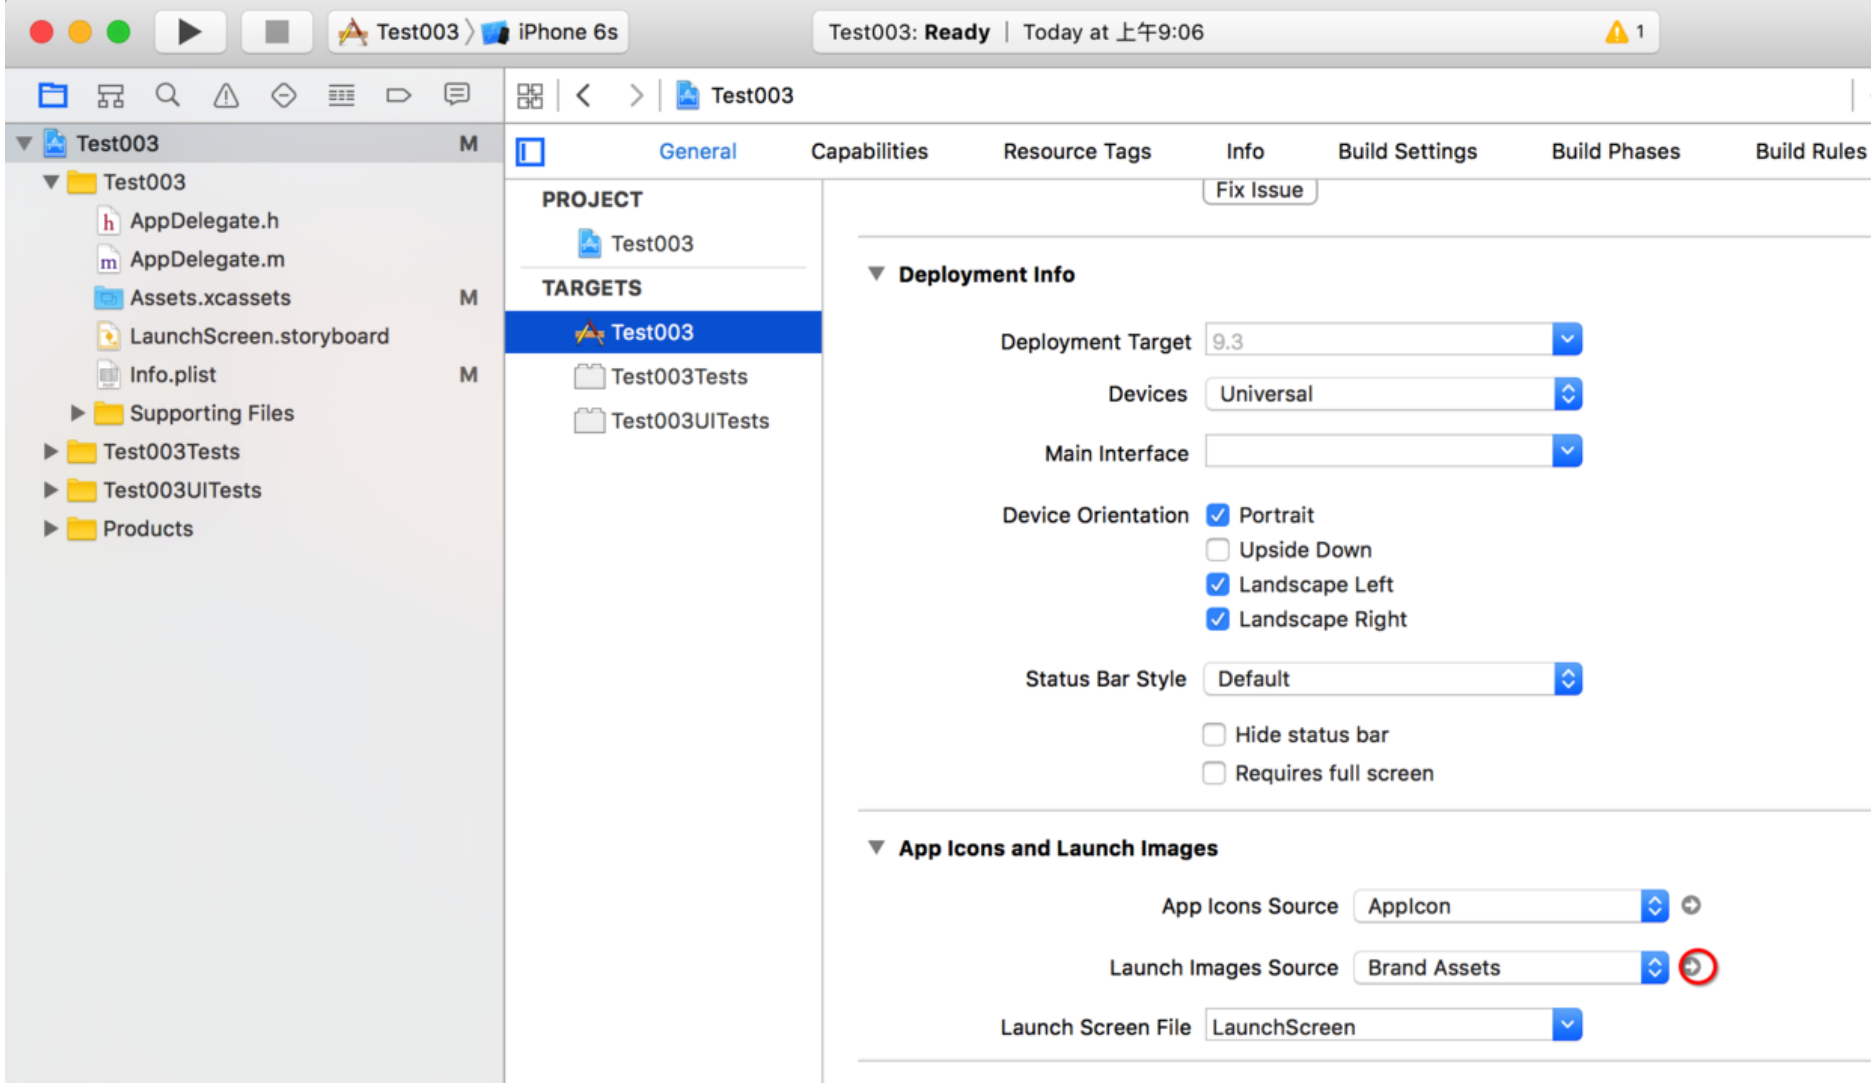 Test003 iPhone 6s
Test003: Ready | Today at 上午9:06
1
Test003
Test003 M
Test003
AppDelegate.h
AppDelegate.m
Assets.xcassets M
LaunchScreen.storyboard
Info.plist M
Supporting Files
Test003Tests
Test003UITests
Products
General Capabilities Resource Tags Info Build Settings Build Phases Build Rules
PROJECT
Test003
TARGETS
Test003
Test003Tests
Test003UITests
Fix Issue
Deployment Info
Deployment Target 9.3
Devices Universal
Main Interface
Device Orientation Portrait
Upside Down
Landscape Left
Landscape Right
Status Bar Style Default
Hide status bar
Requires full screen
App Icons and Launch Images
App Icons Source AppIcon
Launch Images Source Brand Assets
Launch Screen File LaunchScreen